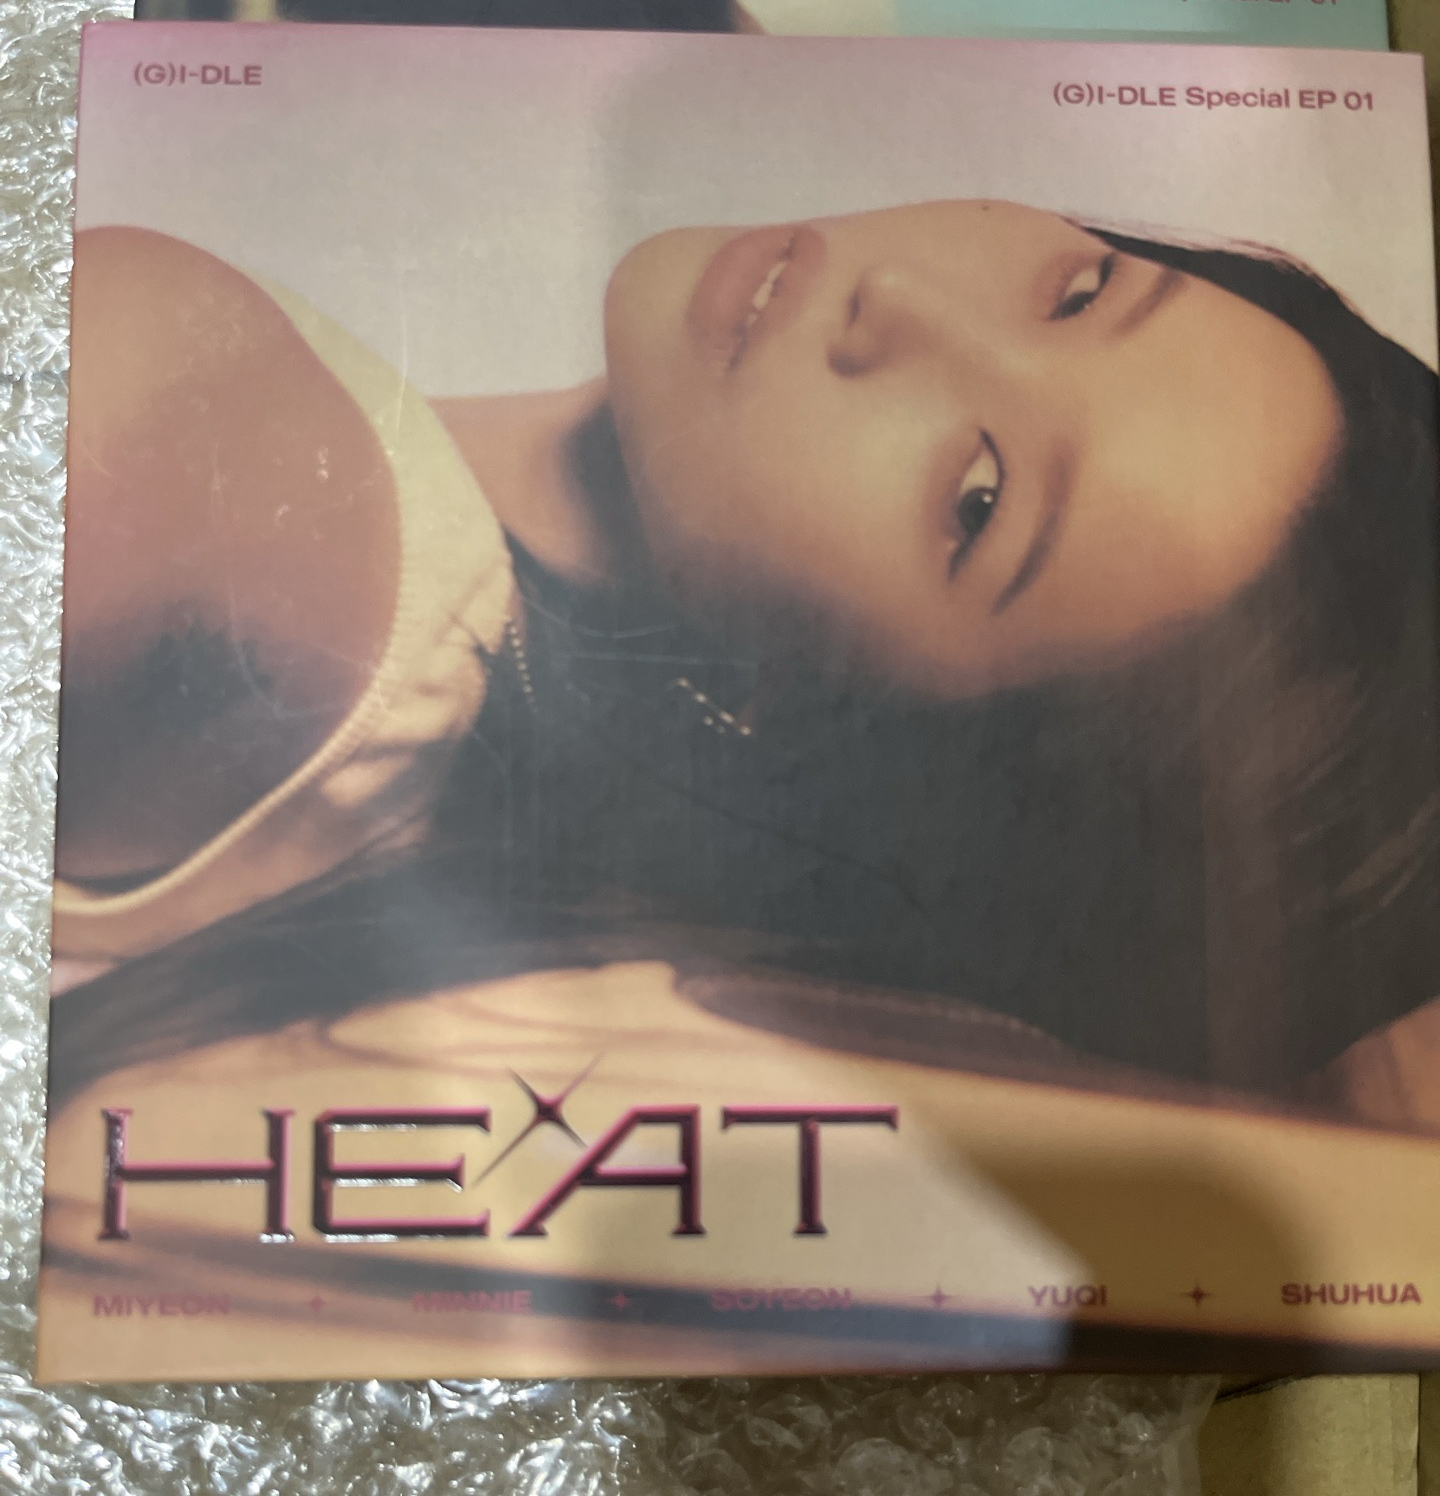 (G)I-DLE
(G)I-DLE Special EP 01
HEAT
MIYEON MINNIE SOYEON YUQI SHUHUA